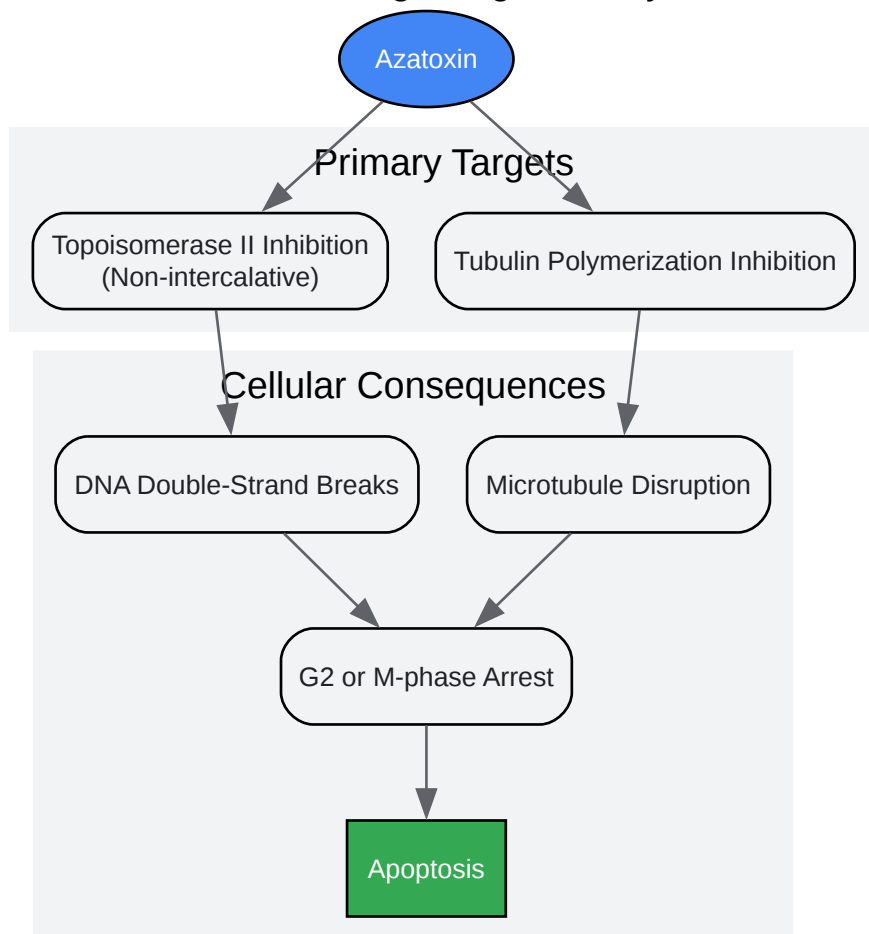 Azatoxin
Primary Targets
Topoisomerase II Inhibition
(Non-intercalative)
Tubulin Polymerization Inhibition
Cellular Consequences
DNA Double-Strand Breaks
Microtubule Disruption
G2 or M-phase Arrest
Apoptosis